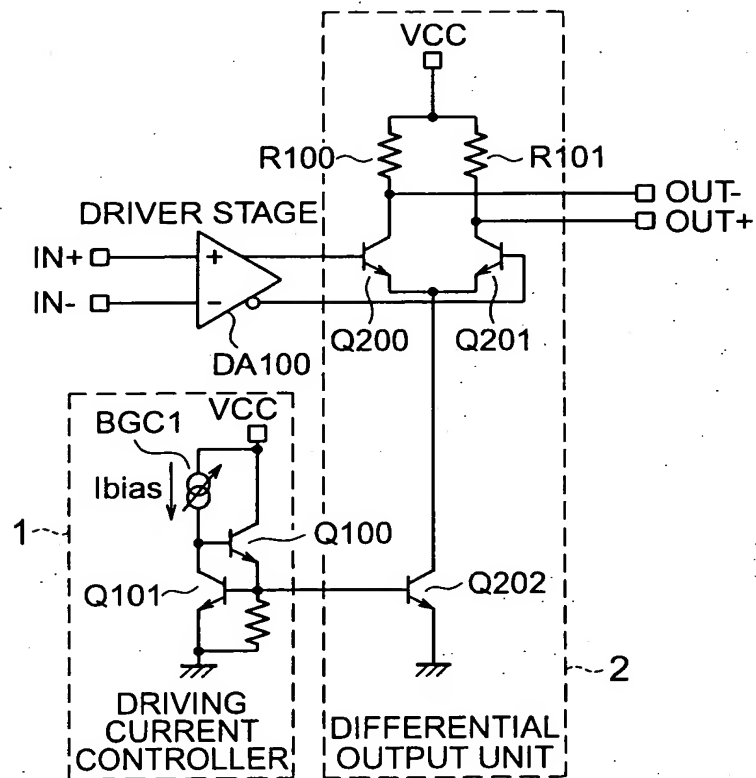 VCC
R100
R101
OUT-
OUT+
DRIVER STAGE
IN+
+
IN-
-
DA100
Q200
Q201
BGC1
VCC
Ibias
1
Q100
Q101
Q202
2
DRIVING
CURRENT
CONTROLLER
DIFFERENTIAL
OUTPUT UNIT